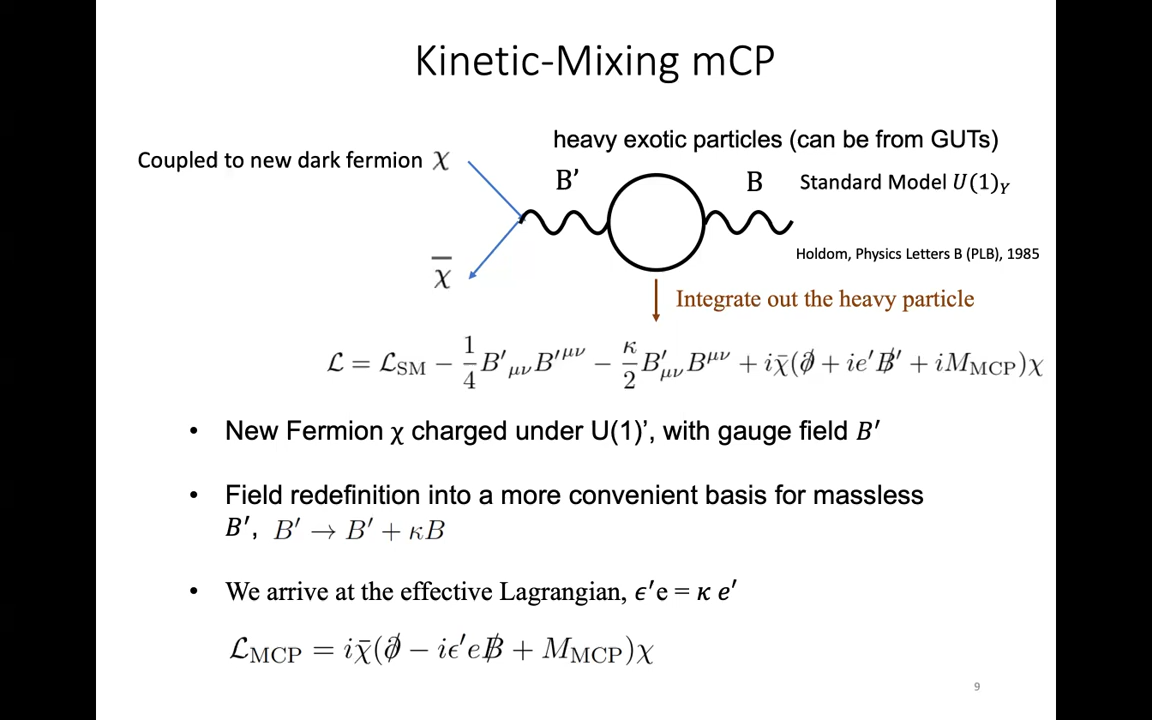 Kinetic-Mixing mCP
heavy exotic particles (can be from GUTs)
Coupled to new dark fermion χ
B’
B
Standard Model U(1)_Y
χ̄
Holdom, Physics Letters B (PLB), 1985
Integrate out the heavy particle
ℒ = ℒ_SM − 1/4 B′_μν B′^μν − κ/2 B′_μν B^μν + iχ̄(∂̸ + ie′B̸′ + iM_MCP)χ
• New Fermion χ charged under U(1)’, with gauge field B′
• Field redefinition into a more convenient basis for massless
B′, B′ → B′ + κB
• We arrive at the effective Lagrangian, ϵ′e = κ e′
ℒ_MCP = iχ̄(∂̸ − iϵ′eB̸ + M_MCP)χ
9